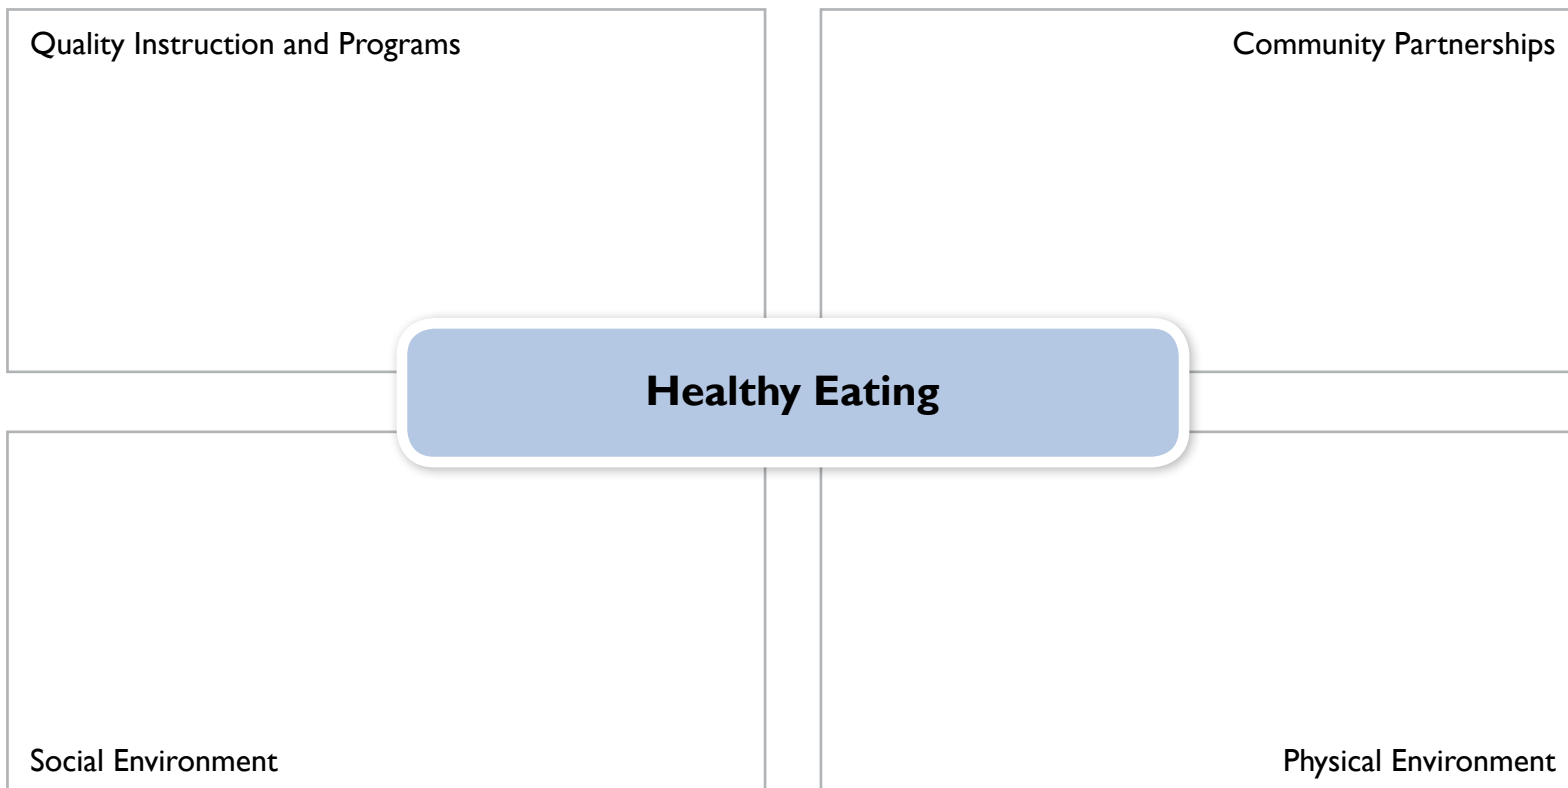 Quality Instruction and Programs
Community Partnerships
Healthy Eating
Social Environment
Physical Environment